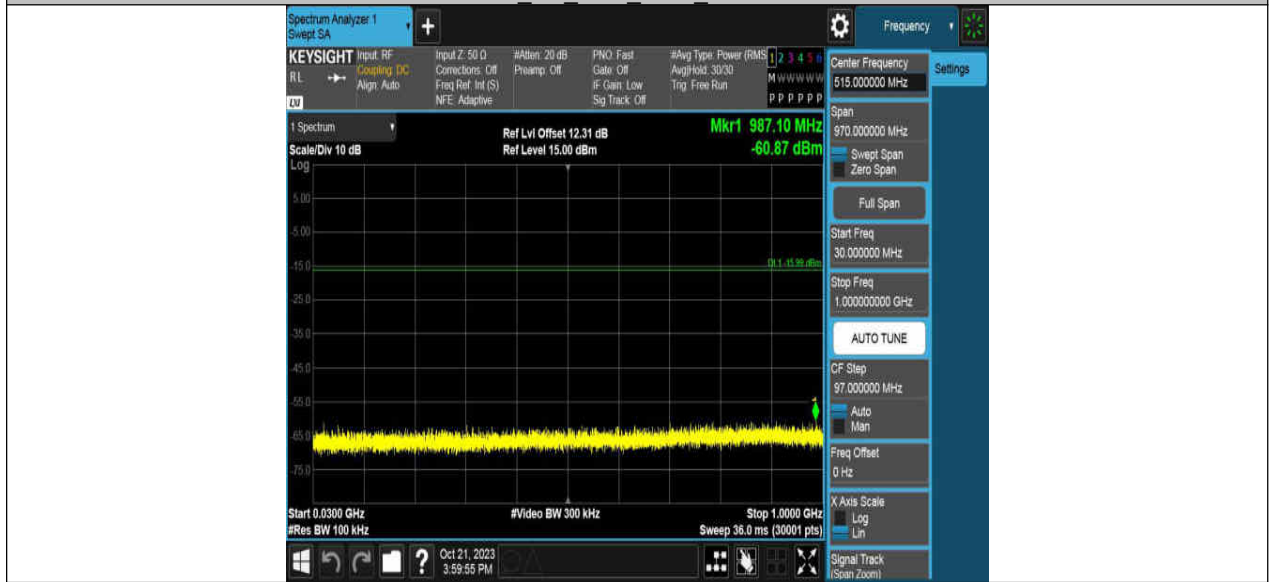 Spectrum Analyzer 1
Swept SA
+
Frequency
KEYSIGHT
RL
LXI
Input: RF
Coupling: DC
Align: Auto
Input Z: 50 Ω
Corrections: Off
Freq Ref: Int (S)
NFE: Adaptive
#Atten: 20 dB
Preamp: Off
PNO: Fast
Gate: Off
IF Gain: Low
Sig Track: Off
#Avg Type: Power (RMS
Avg|Hold: 30/30
Trig: Free Run
1 2 3 4 5 6
M W W W W W
P P P P P P
Center Frequency
515.000000 MHz
Settings
1 Spectrum
Scale/Div 10 dB
Log
Ref Lvl Offset 12.31 dB
Ref Level 15.00 dBm
Mkr1 987.10 MHz
-60.87 dBm
5.00
-5.00
-15.0
DL1 -15.99 dBm
-25.0
-35.0
-45.0
-55.0
-65.0
-75.0
1
Start 0.0300 GHz
#Res BW 100 kHz
#Video BW 300 kHz
Stop 1.0000 GHz
Sweep 36.0 ms (30001 pts)
Span
970.000000 MHz
Swept Span
Zero Span
Full Span
Start Freq
30.000000 MHz
Stop Freq
1.000000000 GHz
AUTO TUNE
CF Step
97.000000 MHz
Auto
Man
Freq Offset
0 Hz
X Axis Scale
Log
Lin
Signal Track
(Span Zoom)
?
Oct 21, 2023
3:59:55 PM